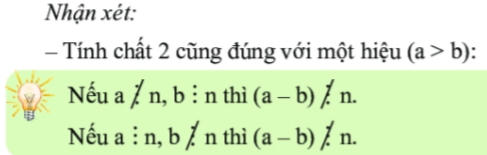 Nhận xét:
– Tính chất 2 cũng đúng với một hiệu (a > b):
Nếu a ⋮̸ n, b ⋮ n thì (a – b) ⋮̸ n.
Nếu a ⋮ n, b ⋮̸ n thì (a – b) ⋮̸ n.